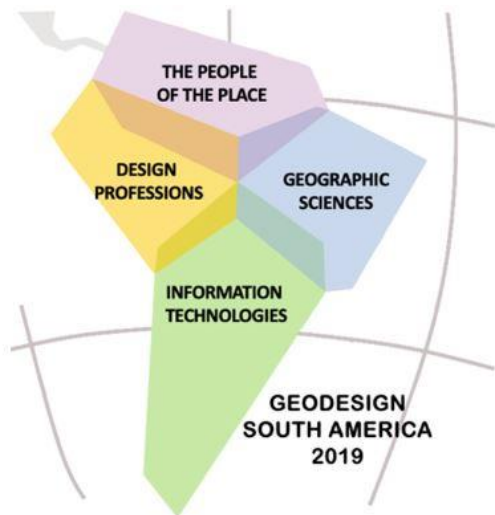 THE PEOPLE
OF THE PLACE
DESIGN
PROFESSIONS
GEOGRAPHIC
SCIENCES
INFORMATION
TECHNOLOGIES
GEODESIGN
SOUTH AMERICA
2019